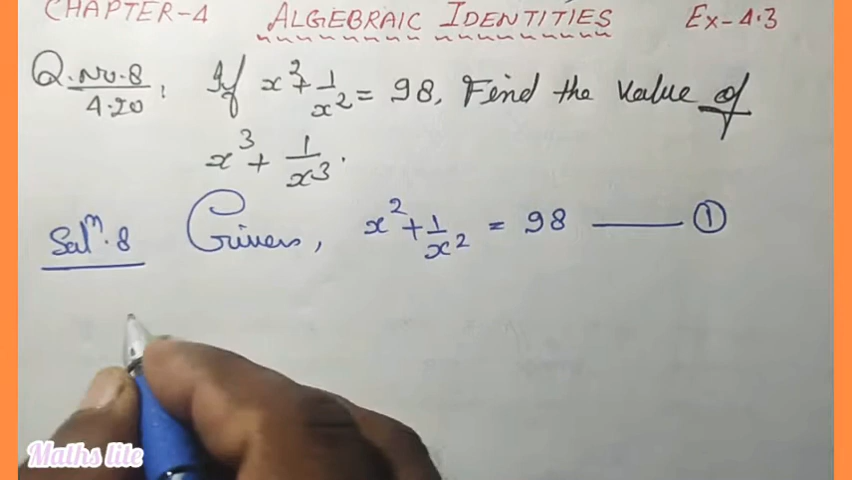 CHAPTER-4 ALGEBRAIC IDENTITIES Ex-4.3
Q.No.8 If x² + 1/x² = 98, Find the value of
4.20
x³ + 1/x³.
Solⁿ.8 Given, x² + 1/x² = 98 —— ①
Maths lite